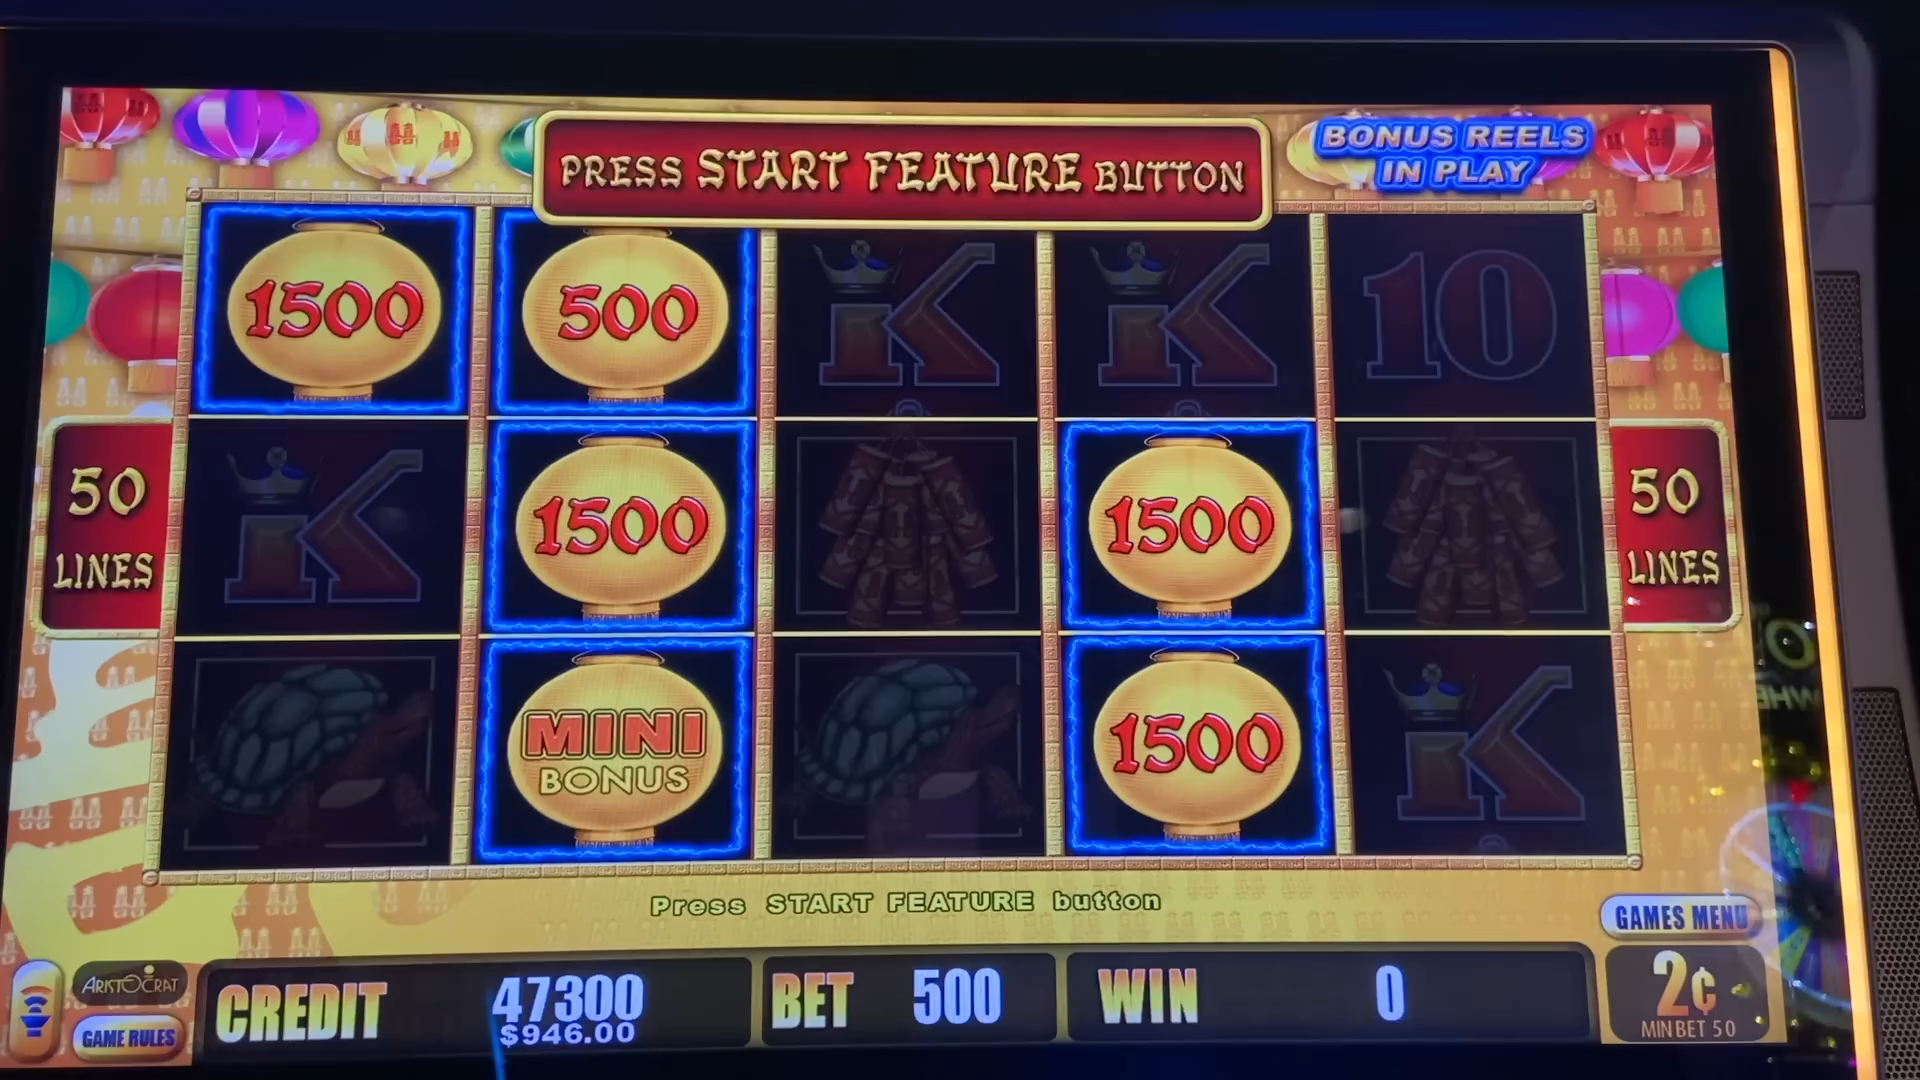 PRESS START FEATURE BUTTON
BONUS REELS
IN PLAY
1500
500
K
K
10
50
LINES
K
1500
1500
50
LINES
MINI
BONUS
1500
K
Press START FEATURE button
GAMES MENU
ARISTOCRAT
GAME RULES
CREDIT 47300
$946.00
BET 500
WIN 0
2¢
MIN BET 50